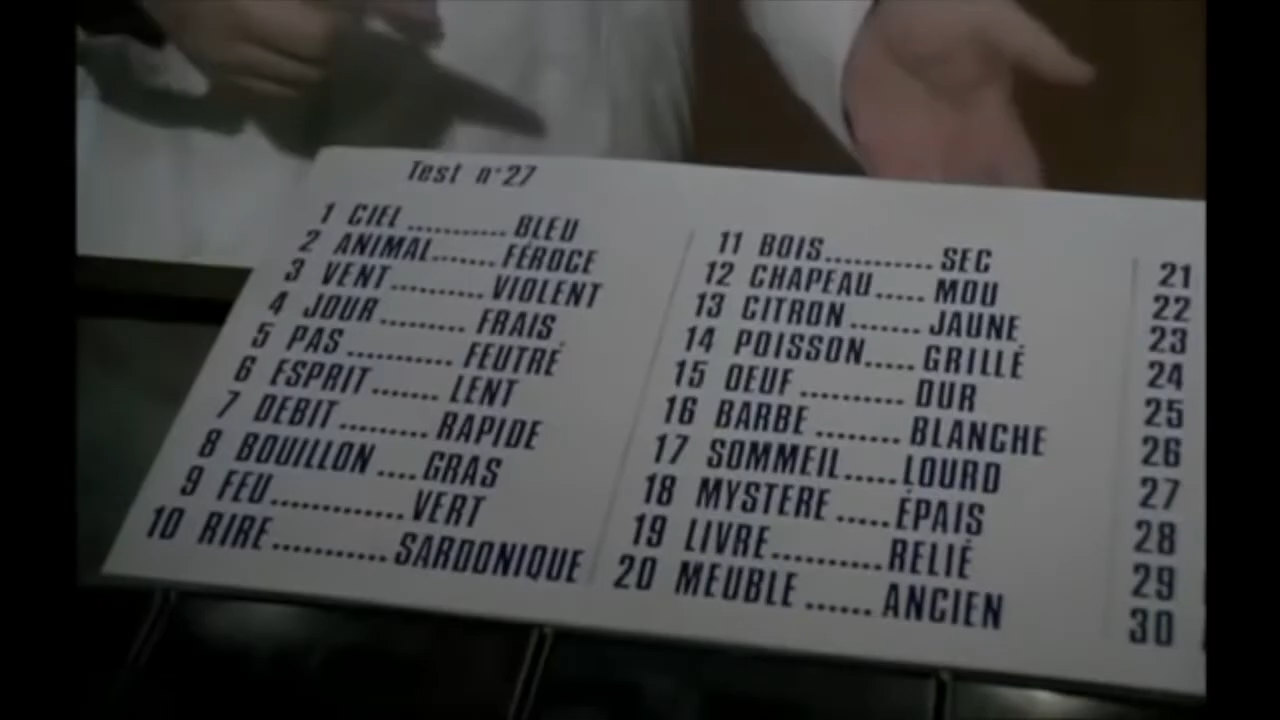 Test n°27
1 CIEL ........... BLEU
2 ANIMAL....... FÉROCE
3 VENT .......... VIOLENT
4 JOUR ......... FRAIS
5 PAS ........... FEUTRÉ
6 ESPRIT ....... LENT
7 DEBIT ......... RAPIDE
8 BOUILLON .... GRAS
9 FEU ............. VERT
10 RIRE ........... SARDONIQUE
11 BOIS ........... SEC
12 CHAPEAU ..... MOU
13 CITRON ....... JAUNE
14 POISSON ..... GRILLÉ
15 OEUF .......... DUR
16 BARBE ........ BLANCHE
17 SOMMEIL ..... LOURD
18 MYSTERE ..... ÉPAIS
19 LIVRE .......... RELIÉ
20 MEUBLE ...... ANCIEN
21
22
23
24
25
26
27
28
29
30